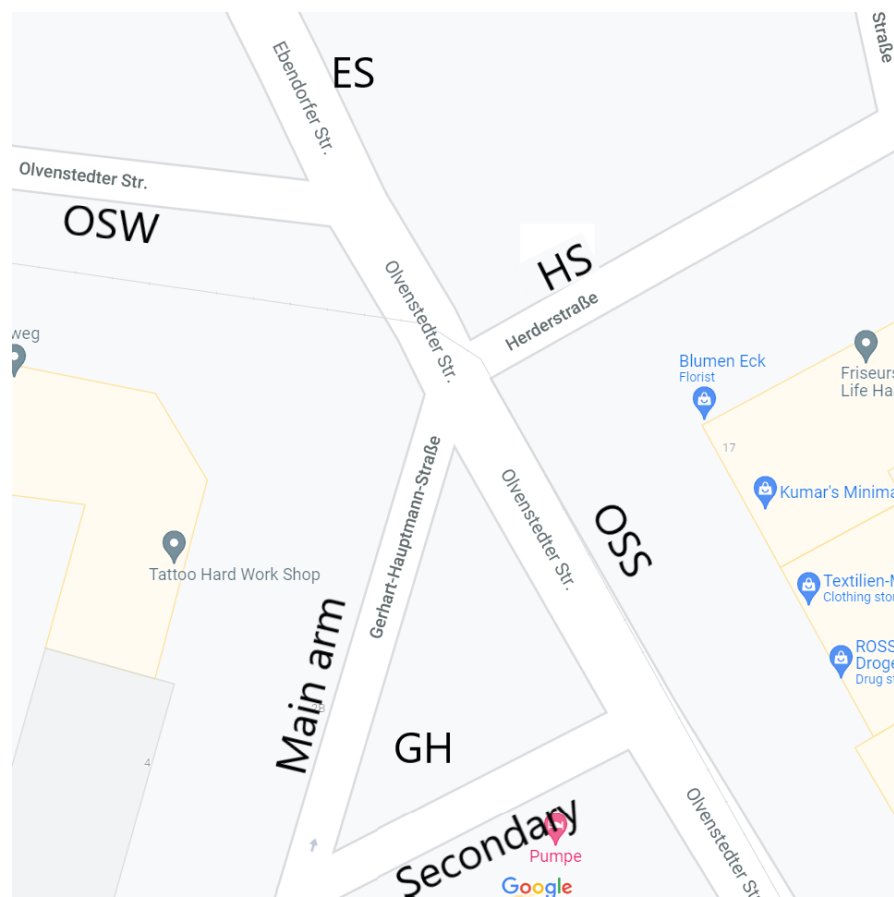 Ebendorfer Str.
ES
Straße
Olvenstedter Str.
OSW
HS
Olvenstedter Str.
Herderstraße
weg
Blumen Eck
Florist
Friseurs
Life Ha
17
Gerhart-Hauptmann-Straße
Olvenstedter Str.
OSS
Kumar's Minima
Tattoo Hard Work Shop
Textilien-M
Clothing stor
Main arm
ROSS
Droge
Drug st
GH
4
Olvenstedter Str
Secondary
Pumpe
Google